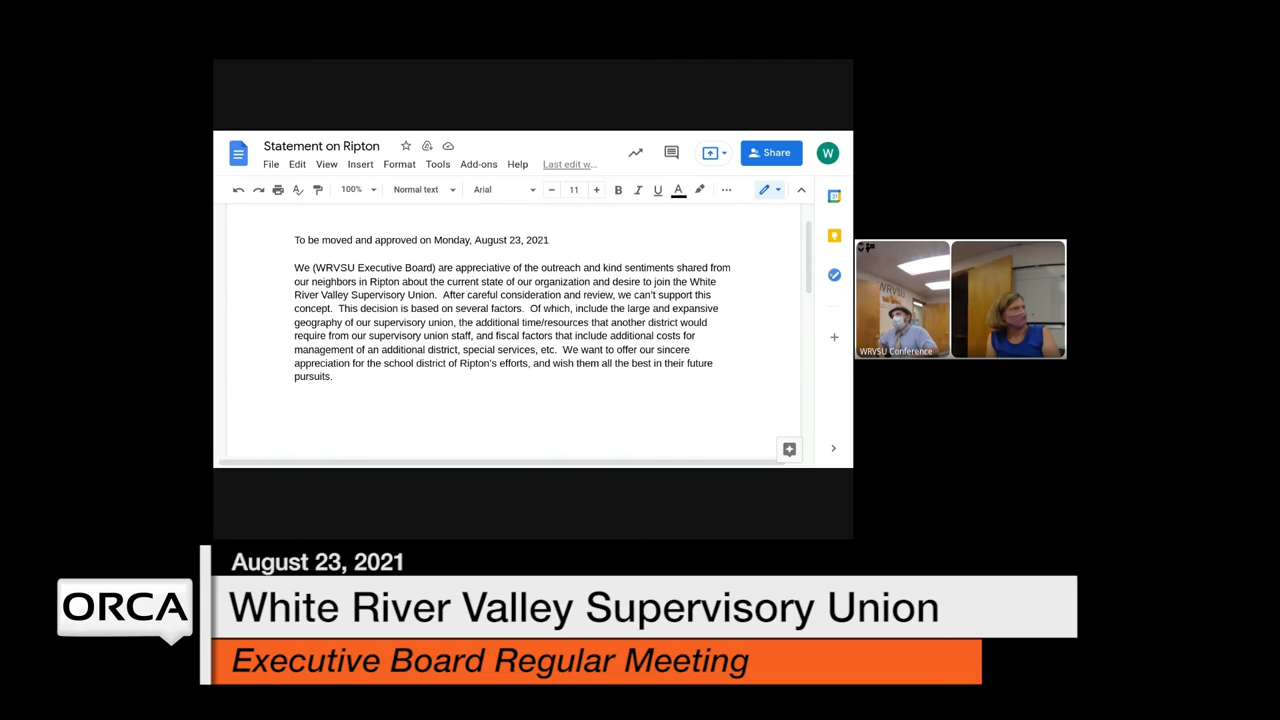 Statement on Ripton
File Edit View Insert Format Tools Add-ons Help Last edit w...
Share
W
100% Normal text Arial 11 B I U A
31
To be moved and approved on Monday, August 23, 2021
We (WRVSU Executive Board) are appreciative of the outreach and kind sentiments shared from
our neighbors in Ripton about the current state of our organization and desire to join the White
River Valley Supervisory Union.  After careful consideration and review, we can't support this
concept.  This decision is based on several factors.  Of which, include the large and expansive
geography of our supervisory union, the additional time/resources that another district would
require from our supervisory union staff, and fiscal factors that include additional costs for
management of an additional district, special services, etc.  We want to offer our sincere
appreciation for the school district of Ripton's efforts, and wish them all the best in their future
pursuits.
WRVSU
WRVSU Conference
August 23, 2021
ORCA
White River Valley Supervisory Union
Executive Board Regular Meeting